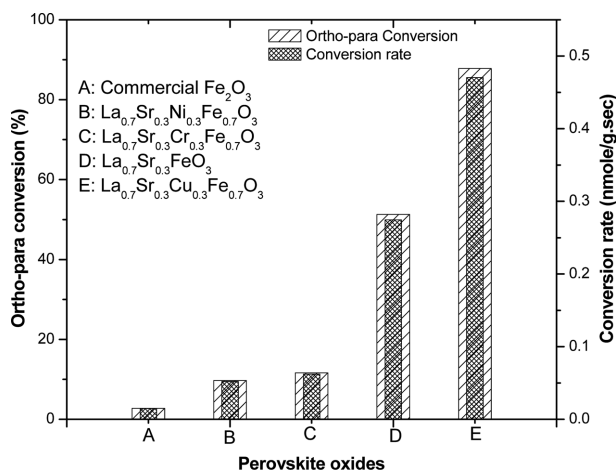 100
80
60
40
20
0
Ortho-para conversion (%)
Ortho-para Conversion
Conversion rate
A: Commercial Fe₂O₃
B: La₀.₇Sr₀.₃Ni₀.₃Fe₀.₇O₃
C: La₀.₇Sr₀.₃Cr₀.₃Fe₀.₇O₃
D: La₀.₇Sr₀.₃FeO₃
E: La₀.₇Sr₀.₃Cu₀.₃Fe₀.₇O₃
0.5
0.4
0.3
0.2
0.1
0.0
Conversion rate (nmole/g.sec)
A B C D E
Perovskite oxides